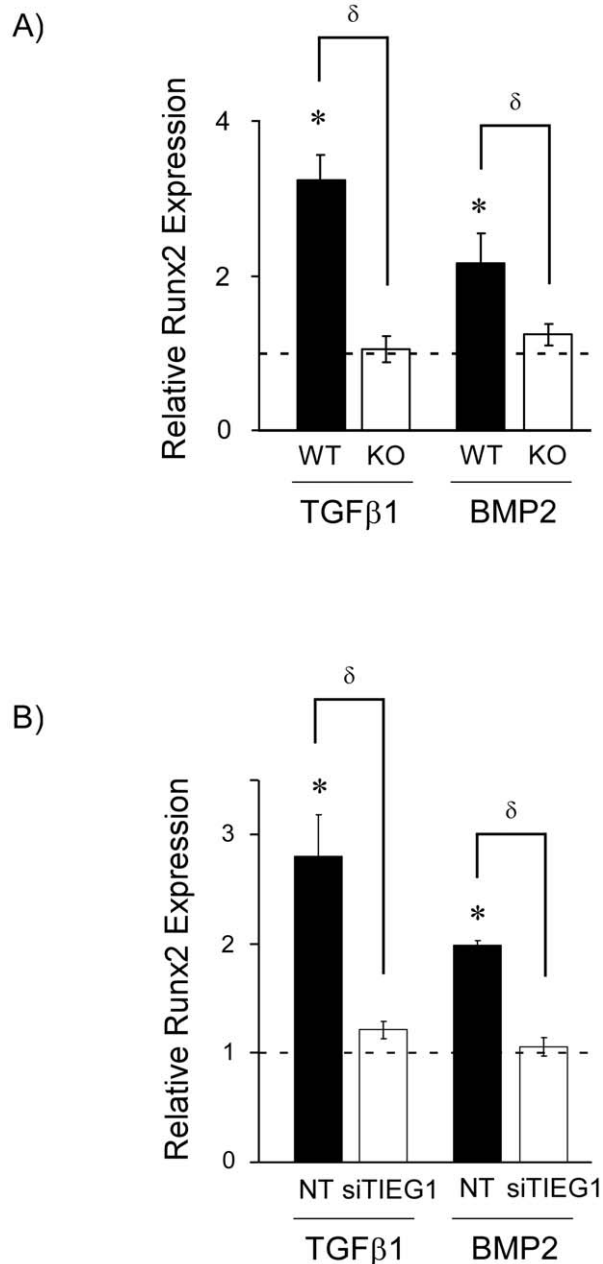 A)
δ
δ
*
*
Relative Runx2 Expression
4
2
0
WT KO WT KO
TGFβ1 BMP2
B)
δ
δ
*
*
Relative Runx2 Expression
3
2
1
0
NT siTIEG1 NT siTIEG1
TGFβ1 BMP2